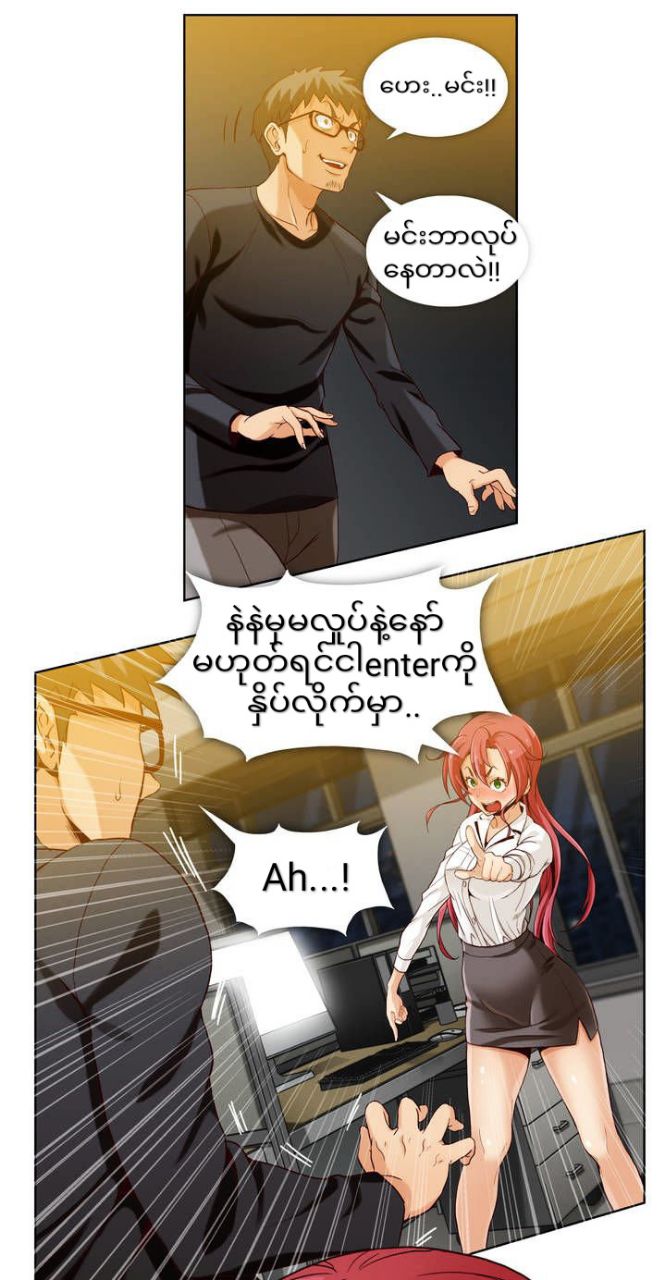 ဟေး..မင်း!!
မင်းဘာလုပ်
နေတာလဲ!!
နဲနဲမှမလှုပ်နဲ့နော်
မဟုတ်ရင်ငါenterကို
နှိပ်လိုက်မှာ..
Ah...!